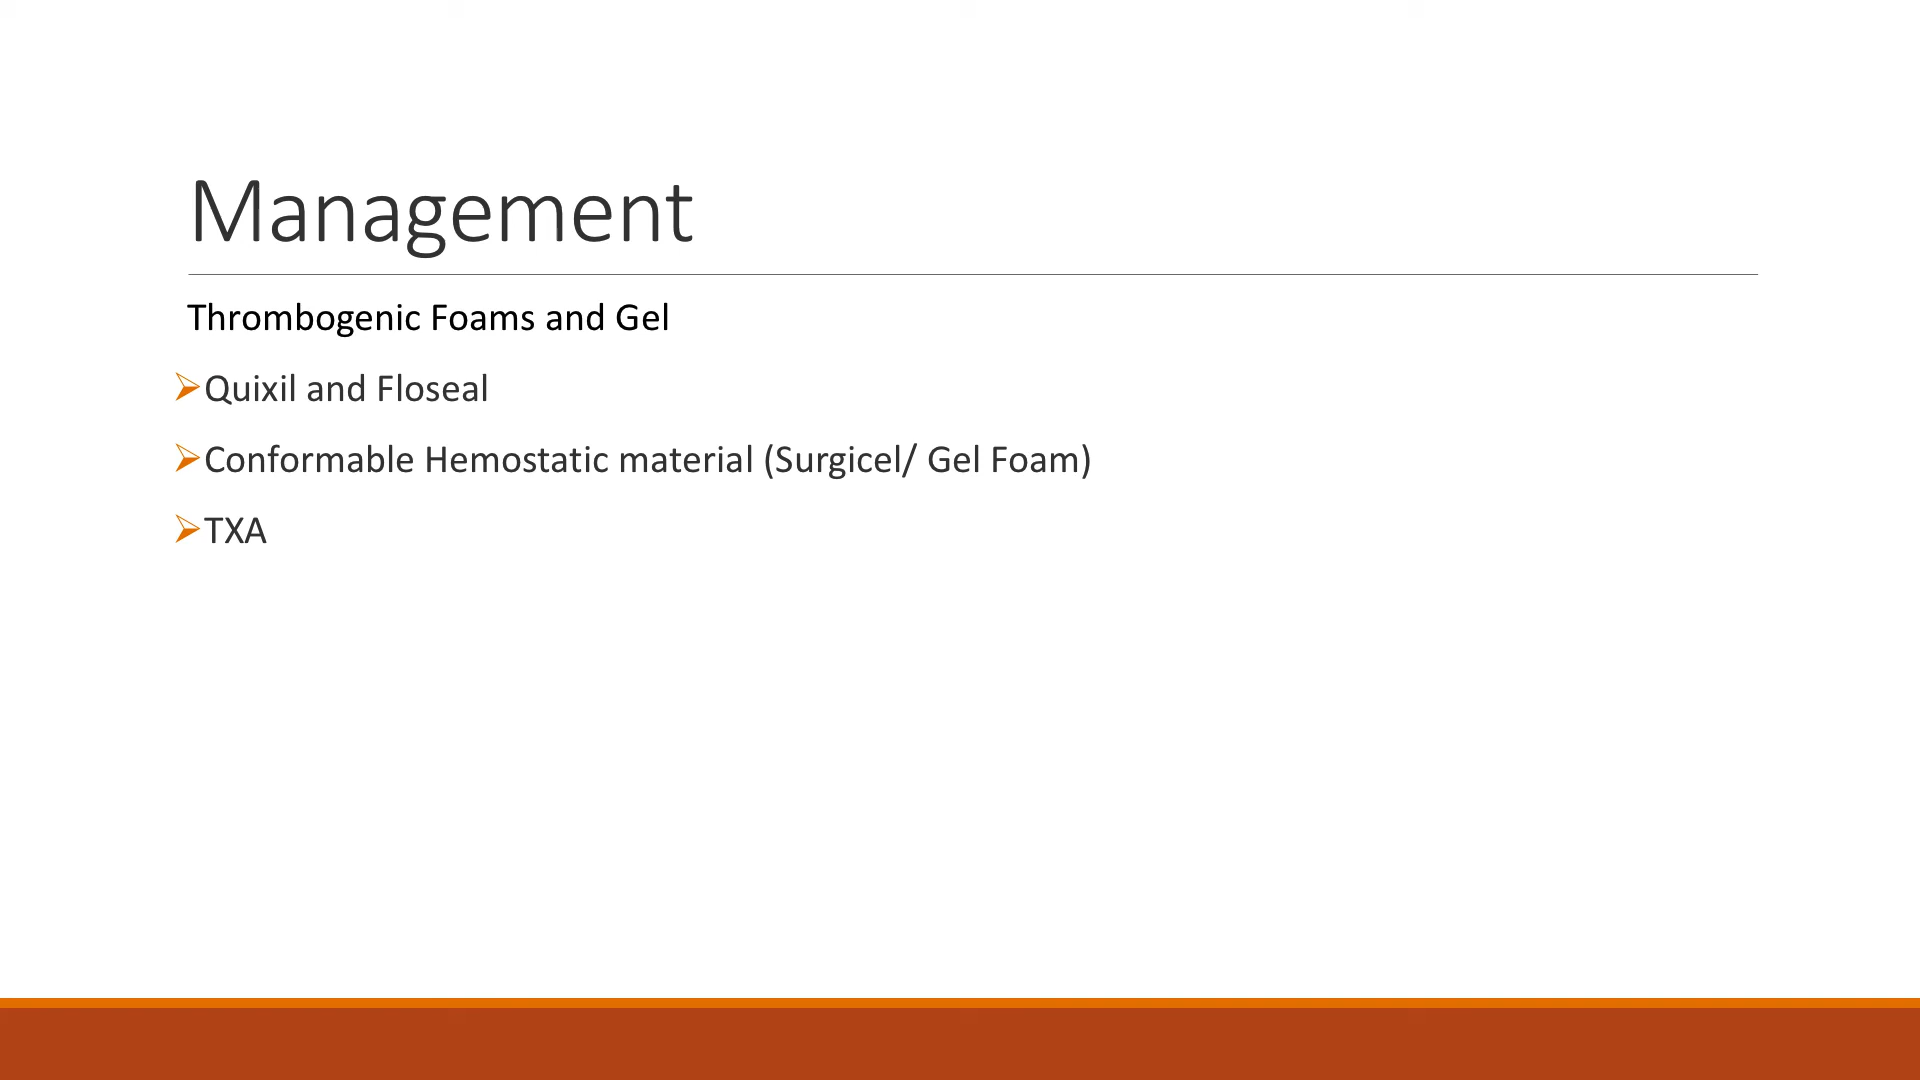 Management
Thrombogenic Foams and Gel
➢Quixil and Floseal
➢Conformable Hemostatic material (Surgicel/ Gel Foam)
➢TXA